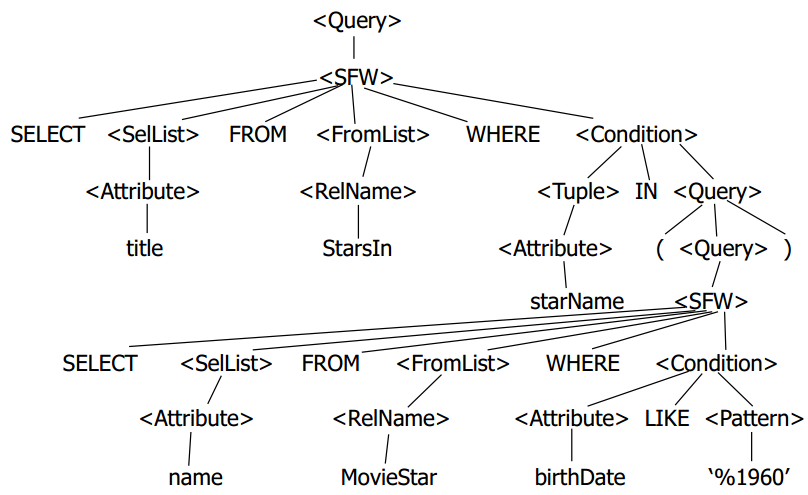 <Query>
<SFW>
SELECT <SelList> FROM <FromList> WHERE <Condition>
<Attribute> <RelName> <Tuple> IN <Query>
title StarsIn <Attribute> ( <Query> )
starName <SFW>
SELECT <SelList> FROM <FromList> WHERE <Condition>
<Attribute> <RelName> <Attribute> LIKE <Pattern>
name MovieStar birthDate ‘%1960’